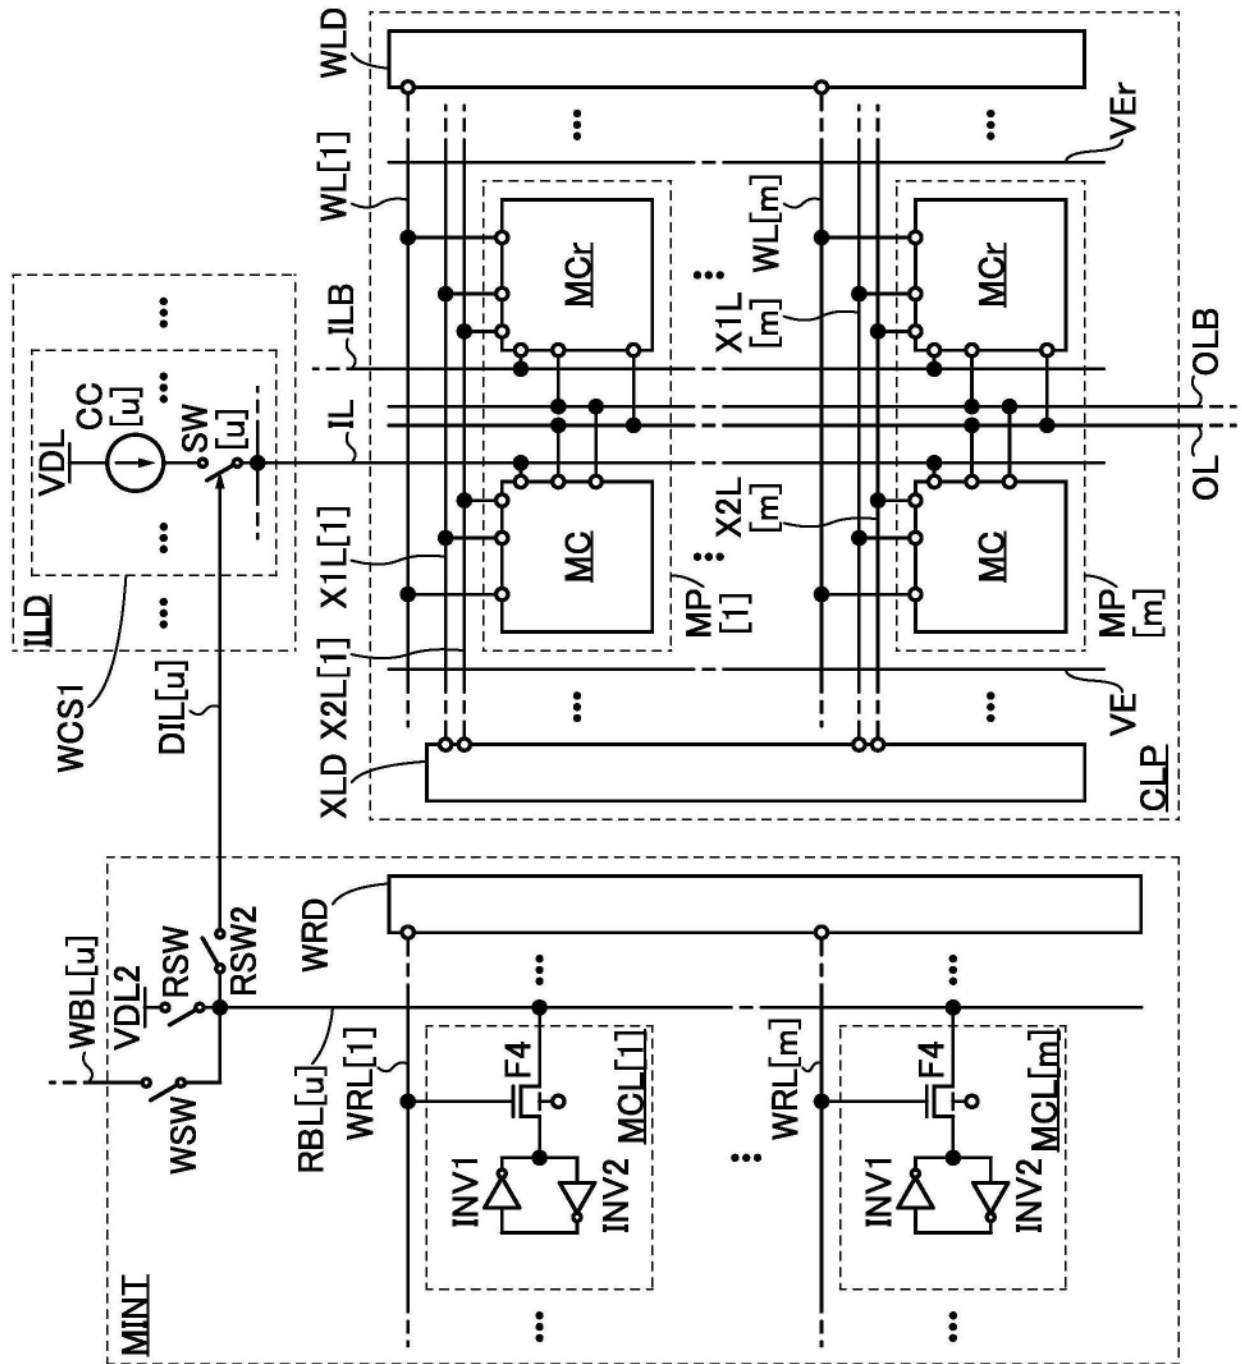 WLD
WL[1]
ILB
IL
VDL
CC
[u]
SW
[u]
ILD
WCS1
DIL[u]
X1L[1]
X2L[1]
XLD
MCr
MC
MP
[1]
WL[m]
X1L
[m]
X2L
[m]
MCr
MC
MP
[m]
VEr
VE
OLB
OL
CLP
WBL[u]
VDL2
RSW
RSW2
WSW
WRD
RBL[u]
WRL[1]
F4
INV1
INV2
MCL[1]
WRL[m]
F4
INV1
INV2
MCL[m]
MINT